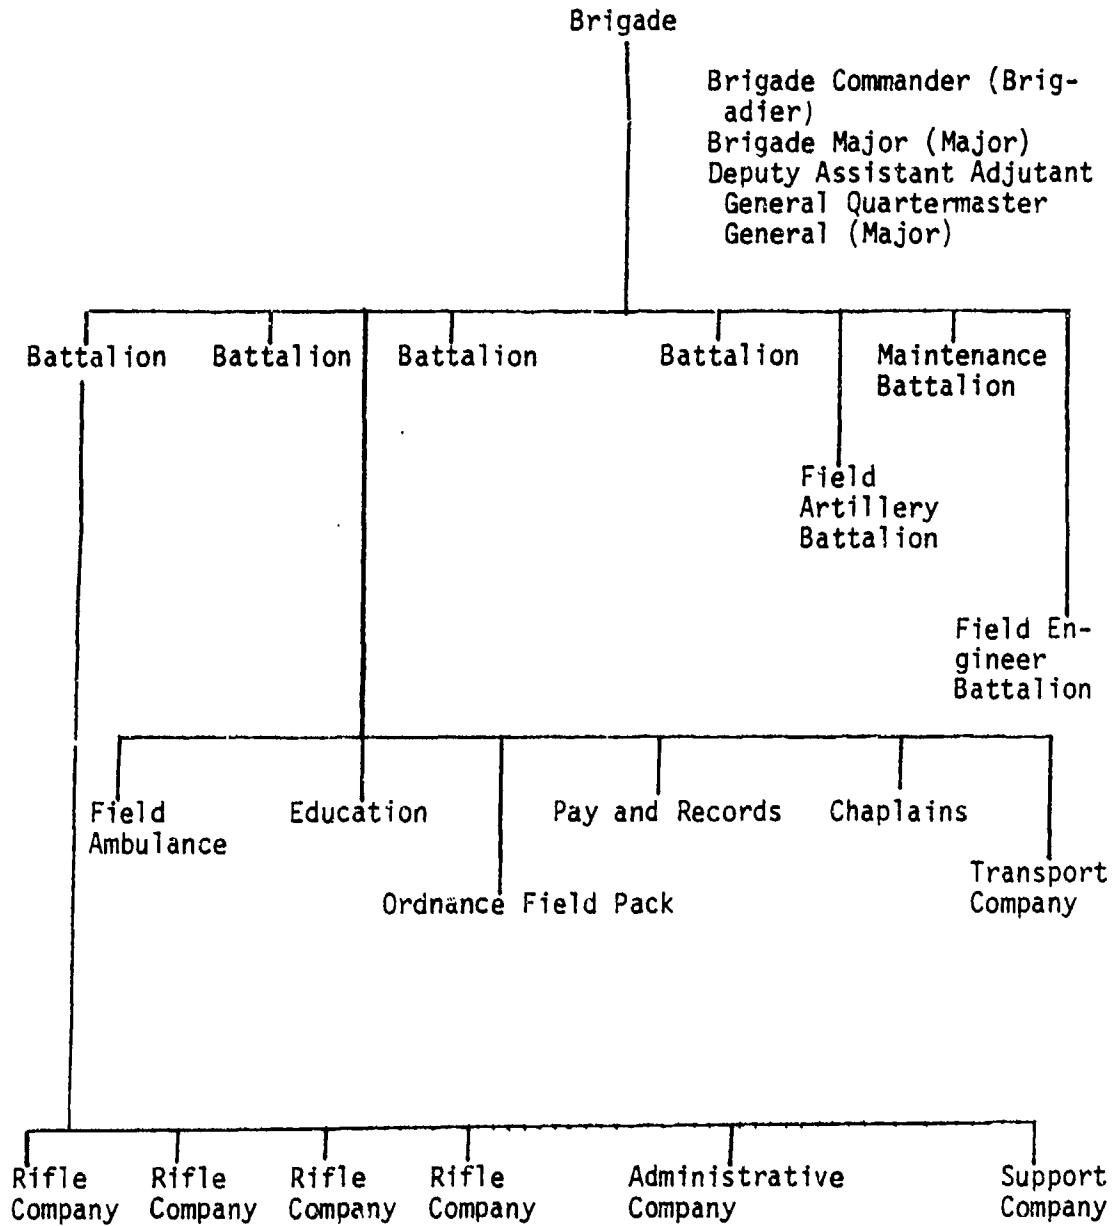 Brigade
Brigade Commander (Brig-
adier)
Brigade Major (Major)
Deputy Assistant Adjutant
General Quartermaster
General (Major)
Battalion Battalion Battalion Battalion Maintenance
Battalion
Field
Artillery
Battalion
Field En-
gineer
Battalion
Field Education Pay and Records Chaplains
Ambulance
Transport
Ordnance Field Pack Company
Rifle Rifle Rifle Rifle Administrative Support
Company Company Company Company Company Company